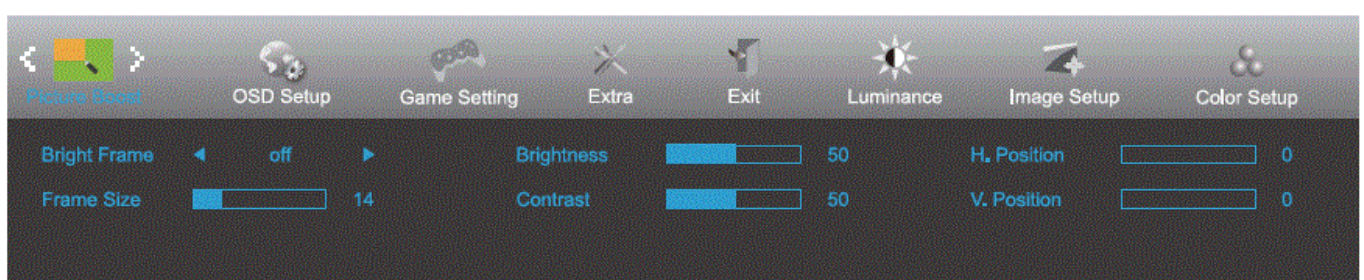 Picture Boost OSD Setup Game Setting Extra Exit Luminance Image Setup Color Setup
Bright Frame off Brightness 50 H. Position 0
Frame Size 14 Contrast 50 V. Position 0